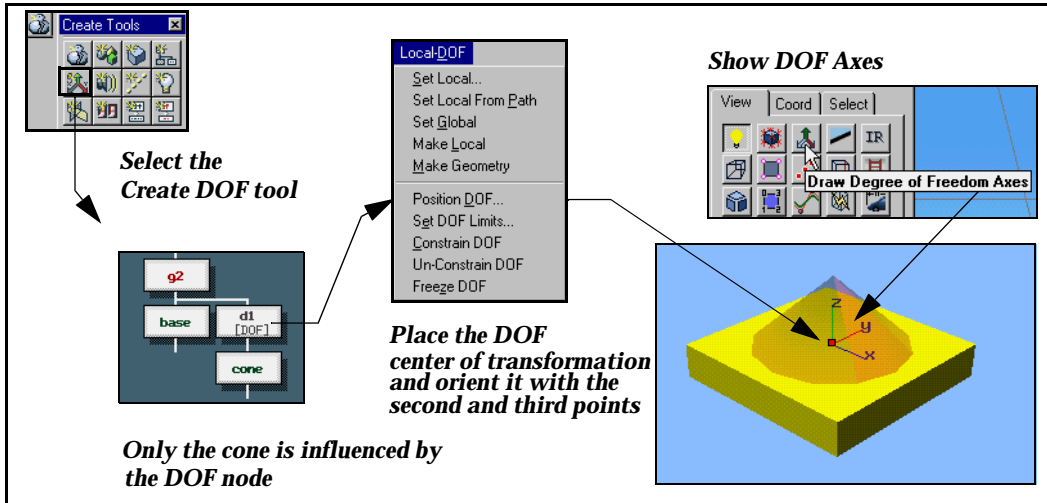 Create Tools
Select the
Create DOF tool
g2
base
d1
[DOF]
cone
Only the cone is influenced by
the DOF node
Local-DOF
Set Local...
Set Local From Path
Set Global
Make Local
Make Geometry
Position DOF...
Set DOF Limits...
Constrain DOF
Un-Constrain DOF
Freeze DOF
Place the DOF
center of transformation
and orient it with the
second and third points
Show DOF Axes
View Coord Select
IR
Draw Degree of Freedom Axes
z
y
x